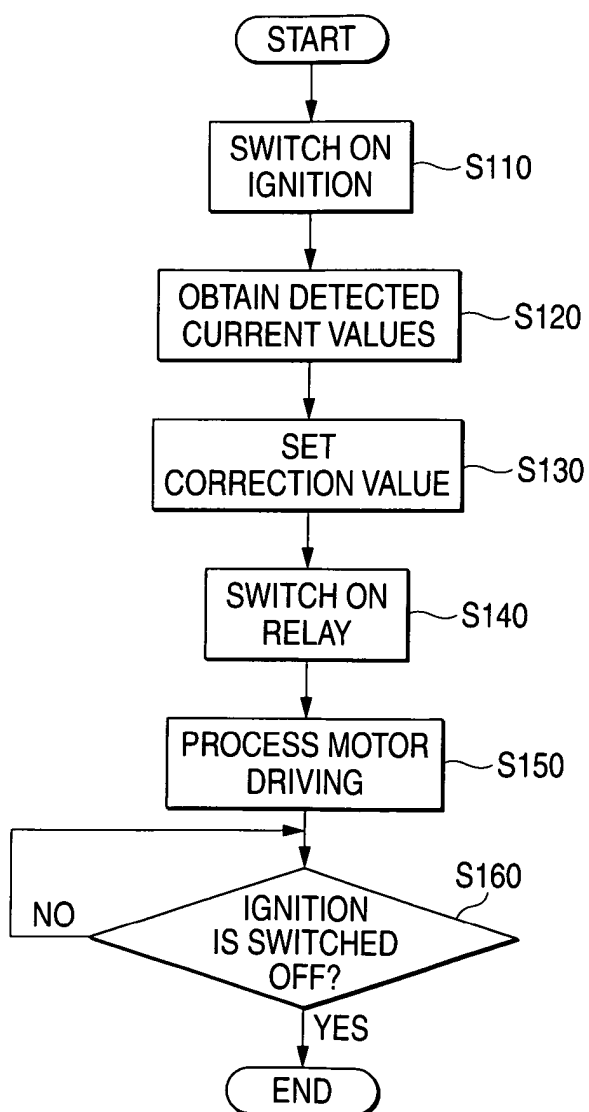 START
SWITCH ON
IGNITION
S110
OBTAIN DETECTED
CURRENT VALUES
S120
SET
CORRECTION VALUE
S130
SWITCH ON
RELAY
S140
PROCESS MOTOR
DRIVING
S150
S160
NO
IGNITION
IS SWITCHED
OFF?
YES
END